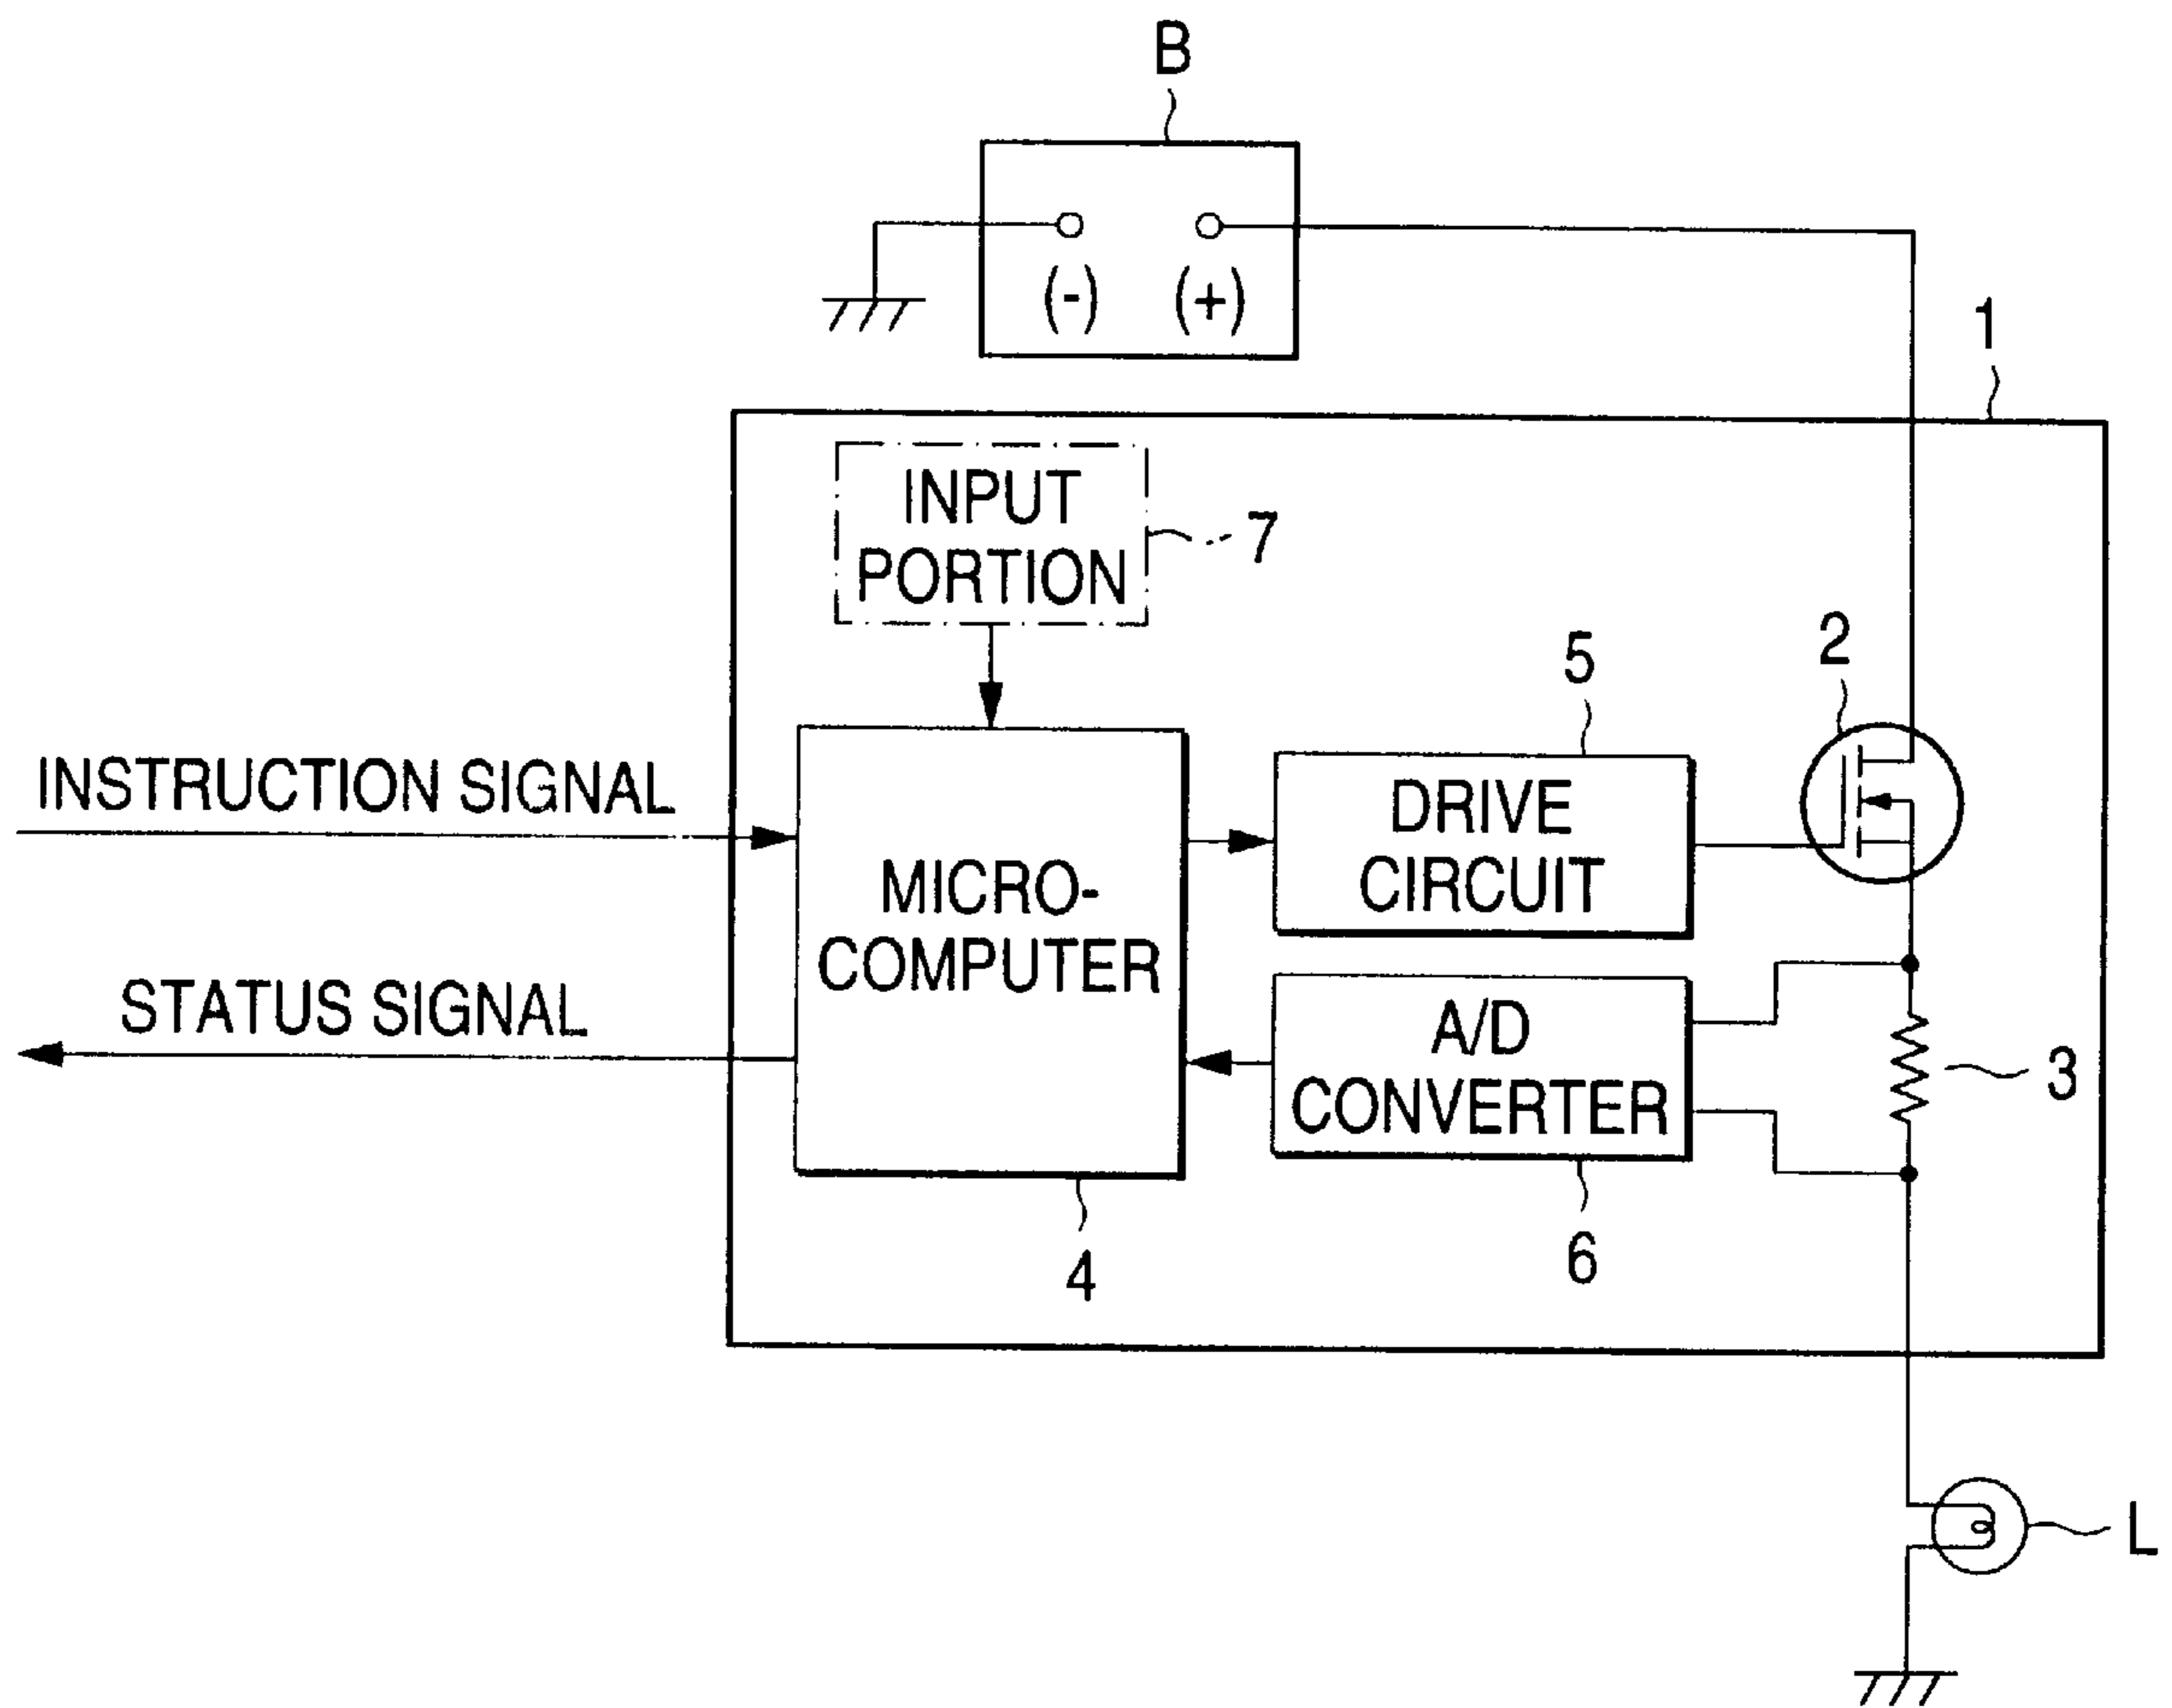 B
(-) (+)
1
INPUT
PORTION
7
2
5
INSTRUCTION SIGNAL
DRIVE
CIRCUIT
MICRO-
COMPUTER
STATUS SIGNAL
A/D
CONVERTER
3
4
6
L